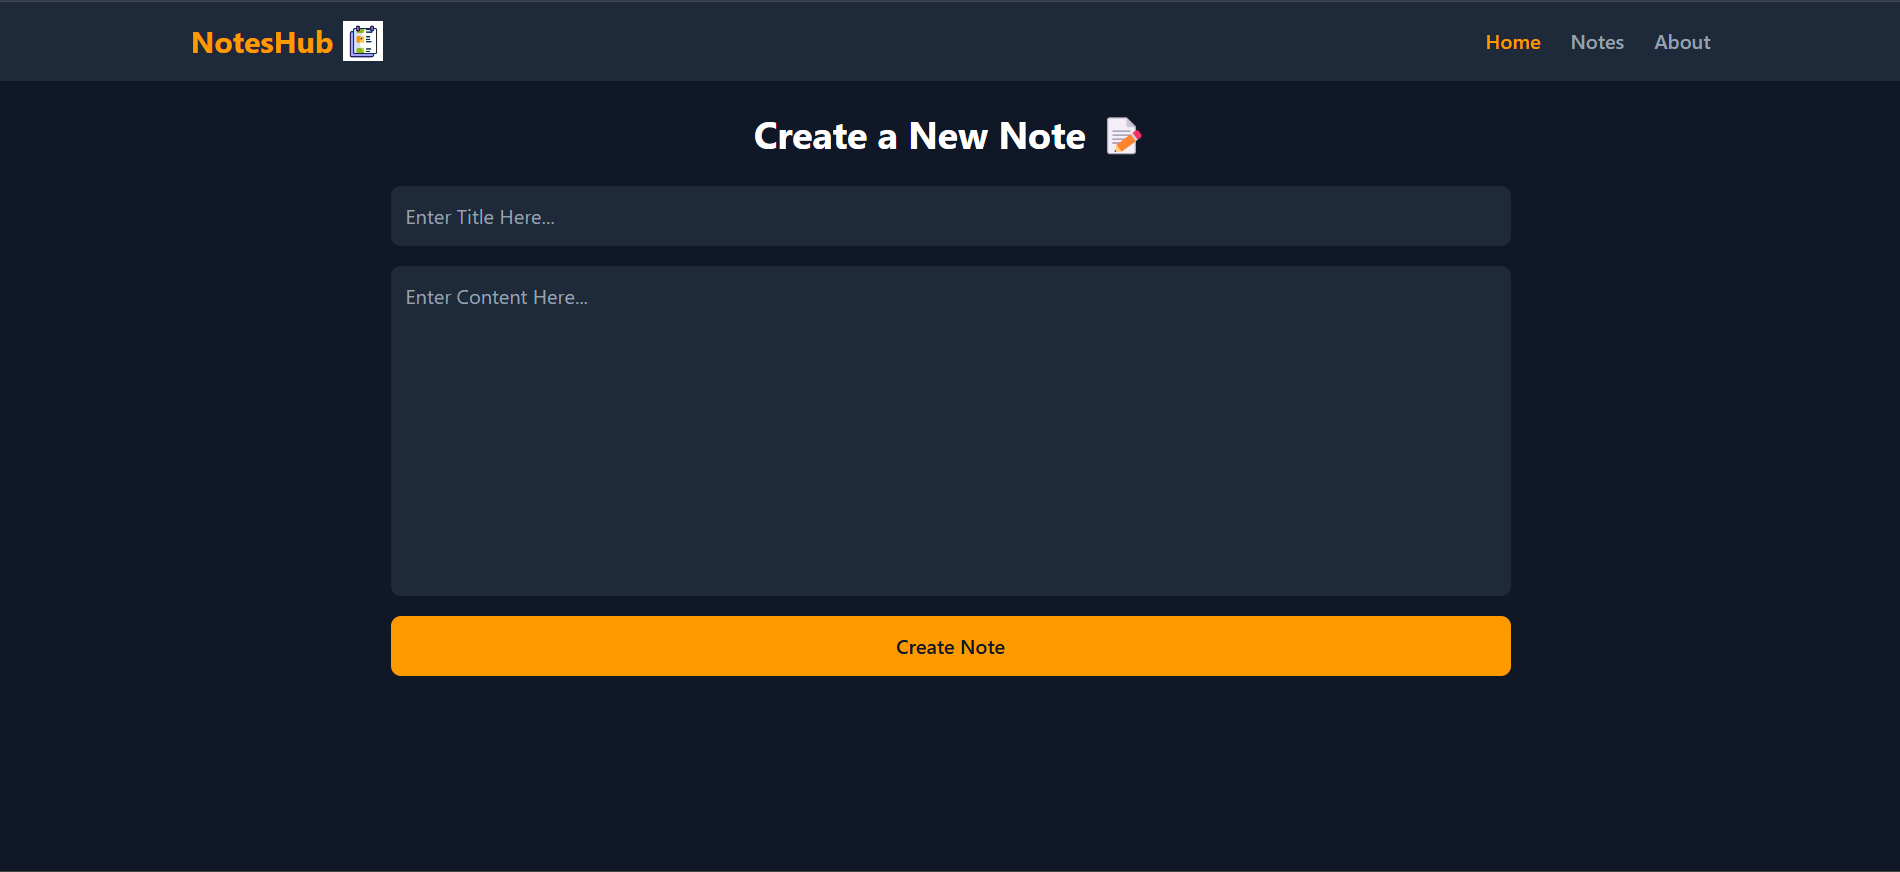 NotesHub
Home Notes About
Create a New Note
Enter Title Here...
Enter Content Here...
Create Note